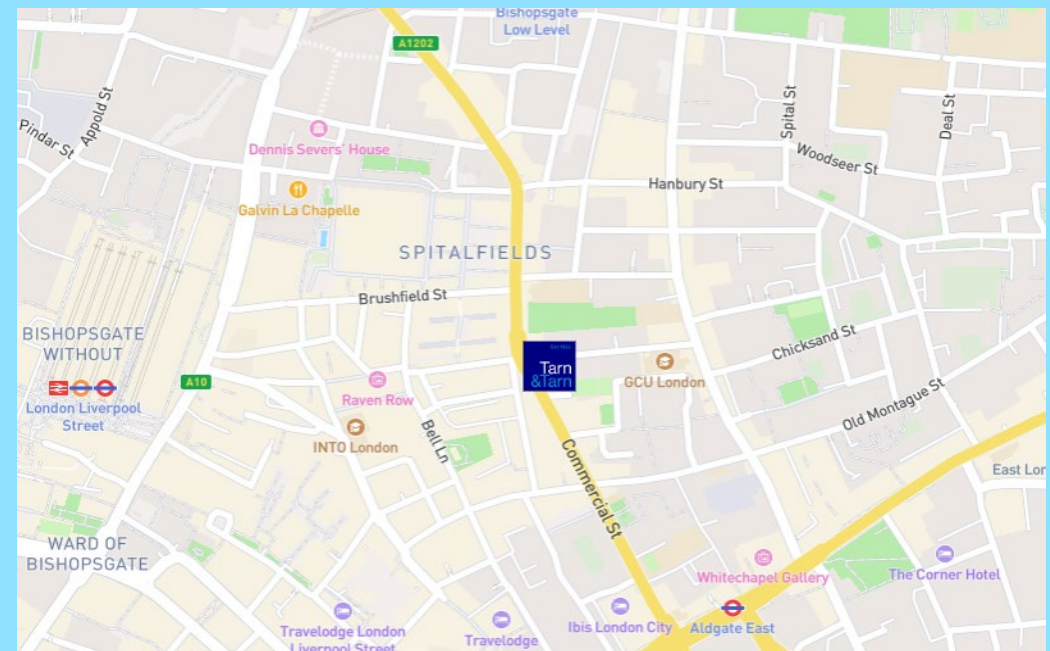 Bishopsgate
Low Level
A1202
Appold St
Pindar St
Dennis Severs' House
Spital St
Deal St
Woodseer St
Hanbury St
Galvin La Chapelle
SPITALFIELDS
Brushfield St
BISHOPSGATE
WITHOUT
Chicksand St
Tarn
&Tarn
A10
GCU London
London Liverpool
Street
Raven Row
Old Montague St
INTO London
Bell Ln
Commercial St
East Lon
WARD OF
BISHOPSGATE
Whitechapel Gallery
The Corner Hotel
Travelodge London
Liverpool Street
Travelodge
Ibis London City
Aldgate East